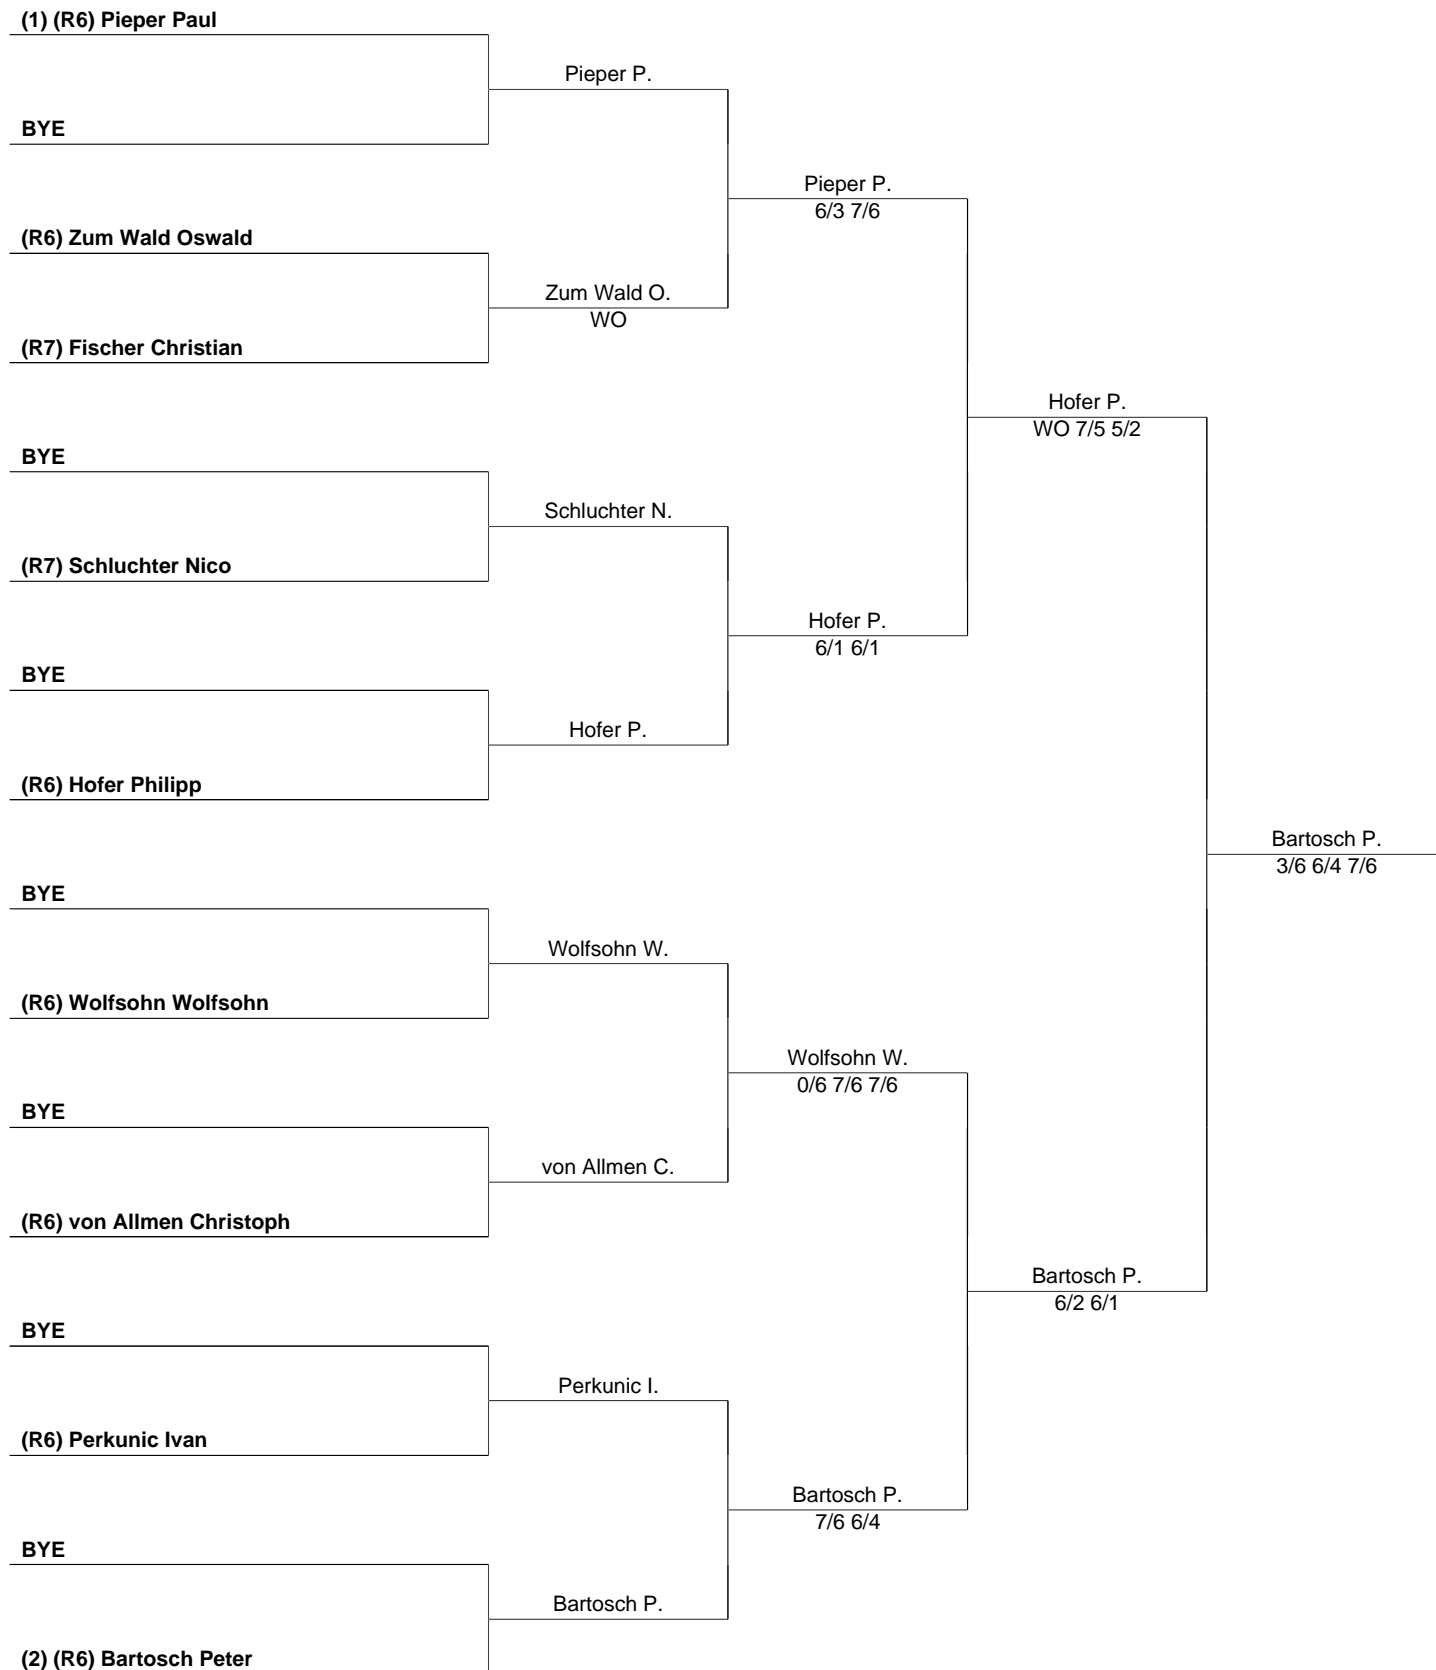 (1) (R6) Pieper Paul
Pieper P.
BYE
Pieper P.
6/3 7/6
(R6) Zum Wald Oswald
Zum Wald O.
WO
(R7) Fischer Christian
Hofer P.
WO 7/5 5/2
BYE
Schluchter N.
(R7) Schluchter Nico
Hofer P.
6/1 6/1
BYE
Hofer P.
(R6) Hofer Philipp
Bartosch P.
3/6 6/4 7/6
BYE
Wolfsohn W.
(R6) Wolfsohn Wolfsohn
Wolfsohn W.
0/6 7/6 7/6
BYE
von Allmen C.
(R6) von Allmen Christoph
Bartosch P.
6/2 6/1
BYE
Perkunic I.
(R6) Perkunic Ivan
Bartosch P.
7/6 6/4
BYE
Bartosch P.
(2) (R6) Bartosch Peter